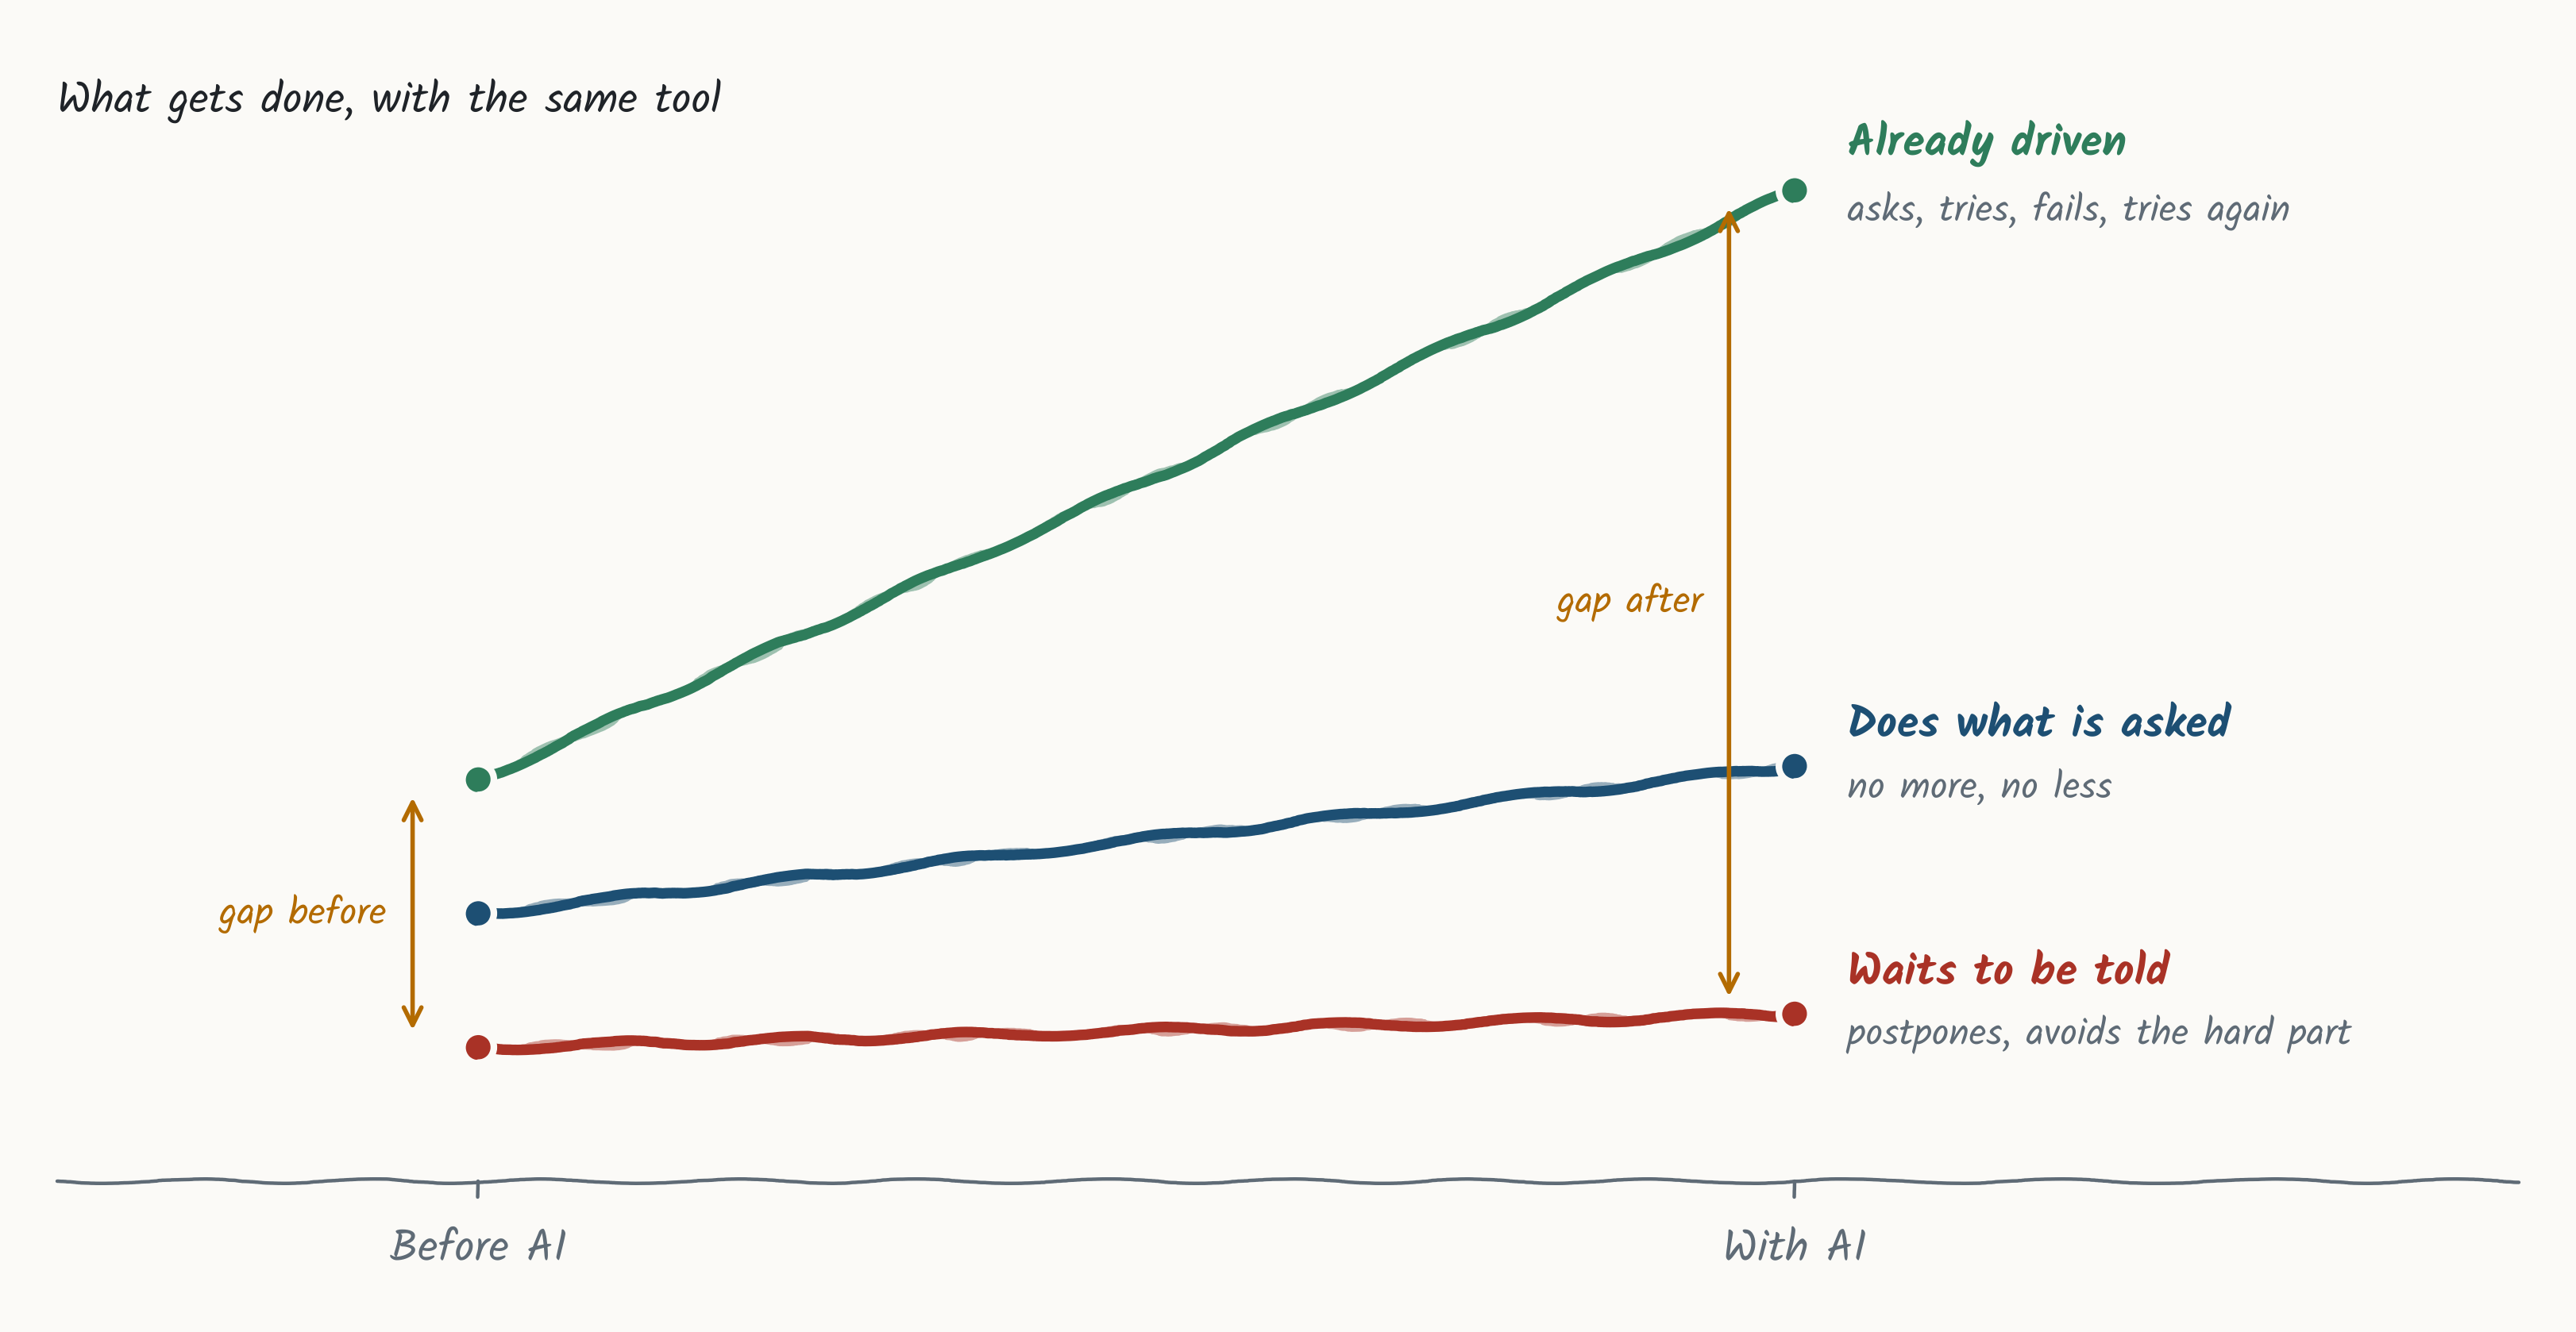 What gets done, with the same tool
Already driven
asks, tries, fails, tries again
gap after
Does what is asked
no more, no less
gap before
Waits to be told
postpones, avoids the hard part
Before AI
With AI